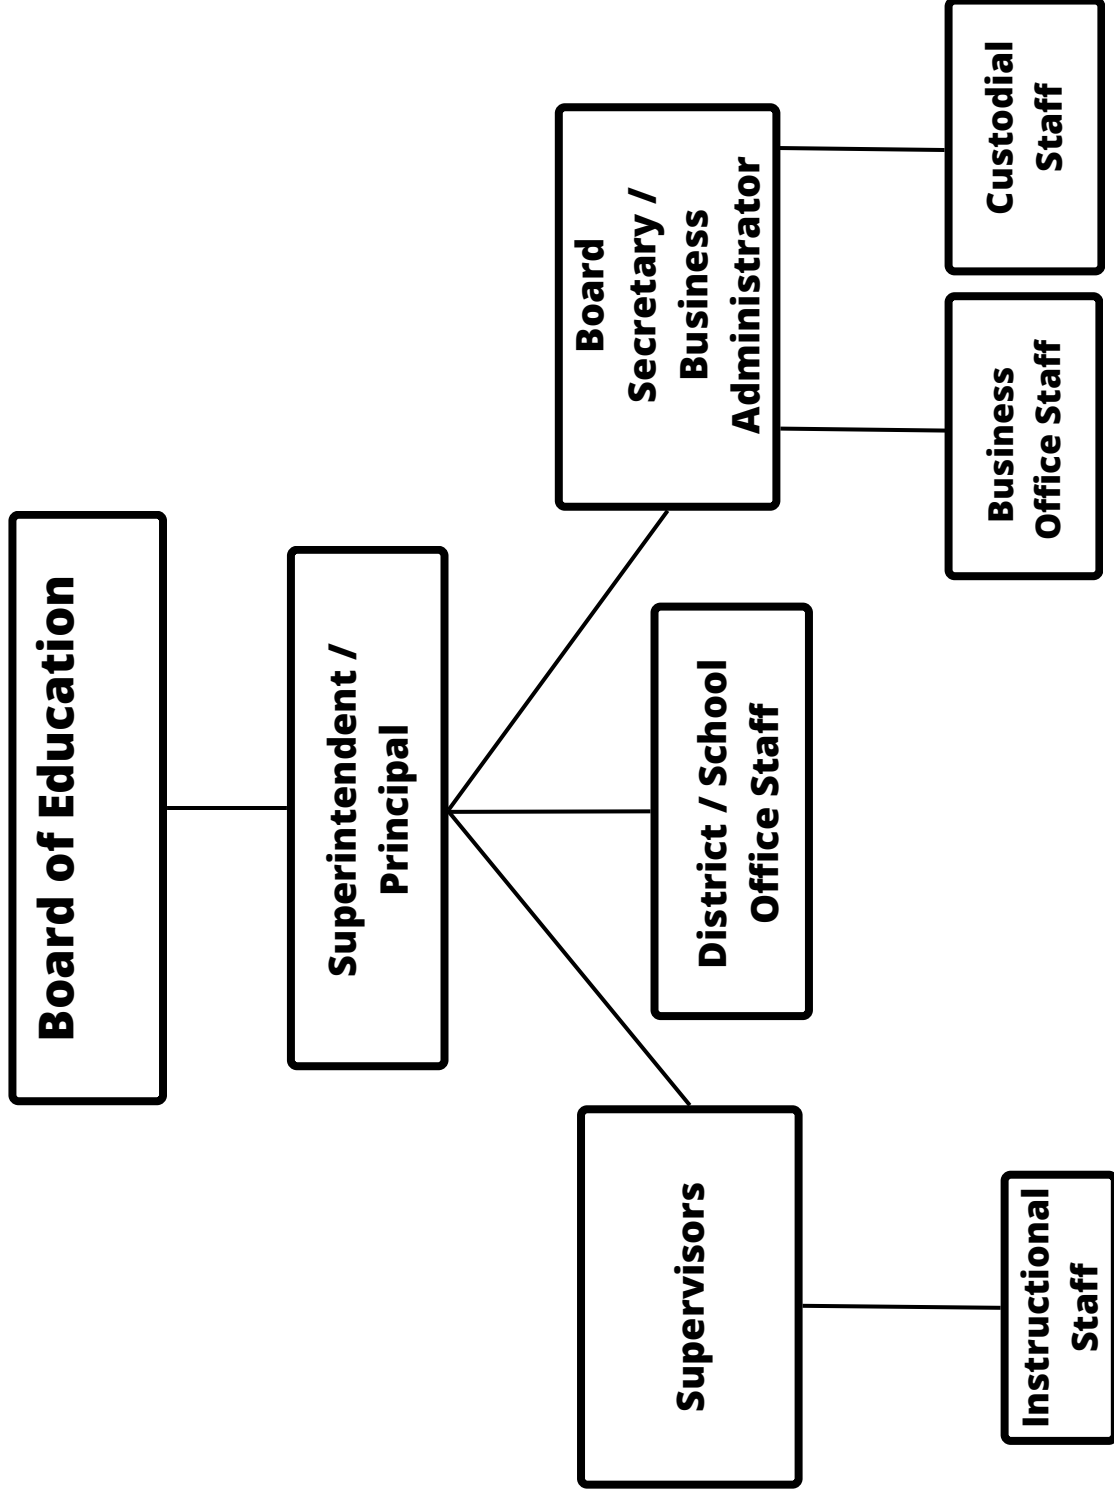 Board of Education
Superintendent /
Principal
Supervisors
District / School
Office Staff
Board
Secretary /
Business
Administrator
Instructional
Staff
Business
Office Staff
Custodial
Staff